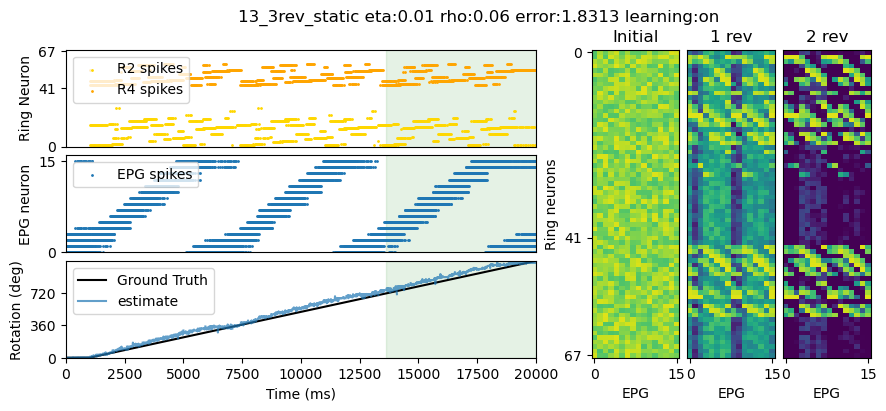 13_3rev_static eta:0.01 rho:0.06 error:1.8313 learning:on
Initial
1 rev
2 rev
Ring Neuron
67
41
0
R2 spikes
R4 spikes
EPG neuron
15
0
EPG spikes
Rotation (deg)
720
360
0
Ground Truth
estimate
0
2500
5000
7500
10000
12500
15000
17500
20000
Time (ms)
Ring neurons
0
41
67
0
15
0
15
0
15
EPG
EPG
EPG